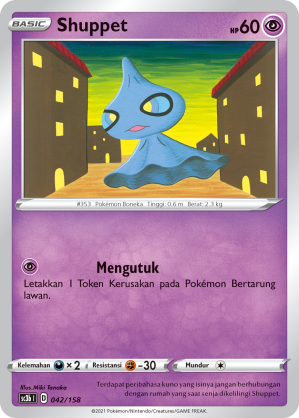 BASIC Shuppet HP60
#353 Pokémon Boneka Tinggi: 0.6 m Berat: 2.3 kg
Mengutuk
Letakkan 1 Token Kerusakan pada Pokémon Bertarung
lawan.
Kelemahan ×2 Resistansi -30 Mundur
Illus. Miki Tanaka
sc3b I D 042/158
Terdapat peribahasa kuno yang isinya jangan berhubungan
dengan rumah yang saat senja dikelilingi Shuppet.
©2021 Pokémon/Nintendo/Creatures/GAME FREAK